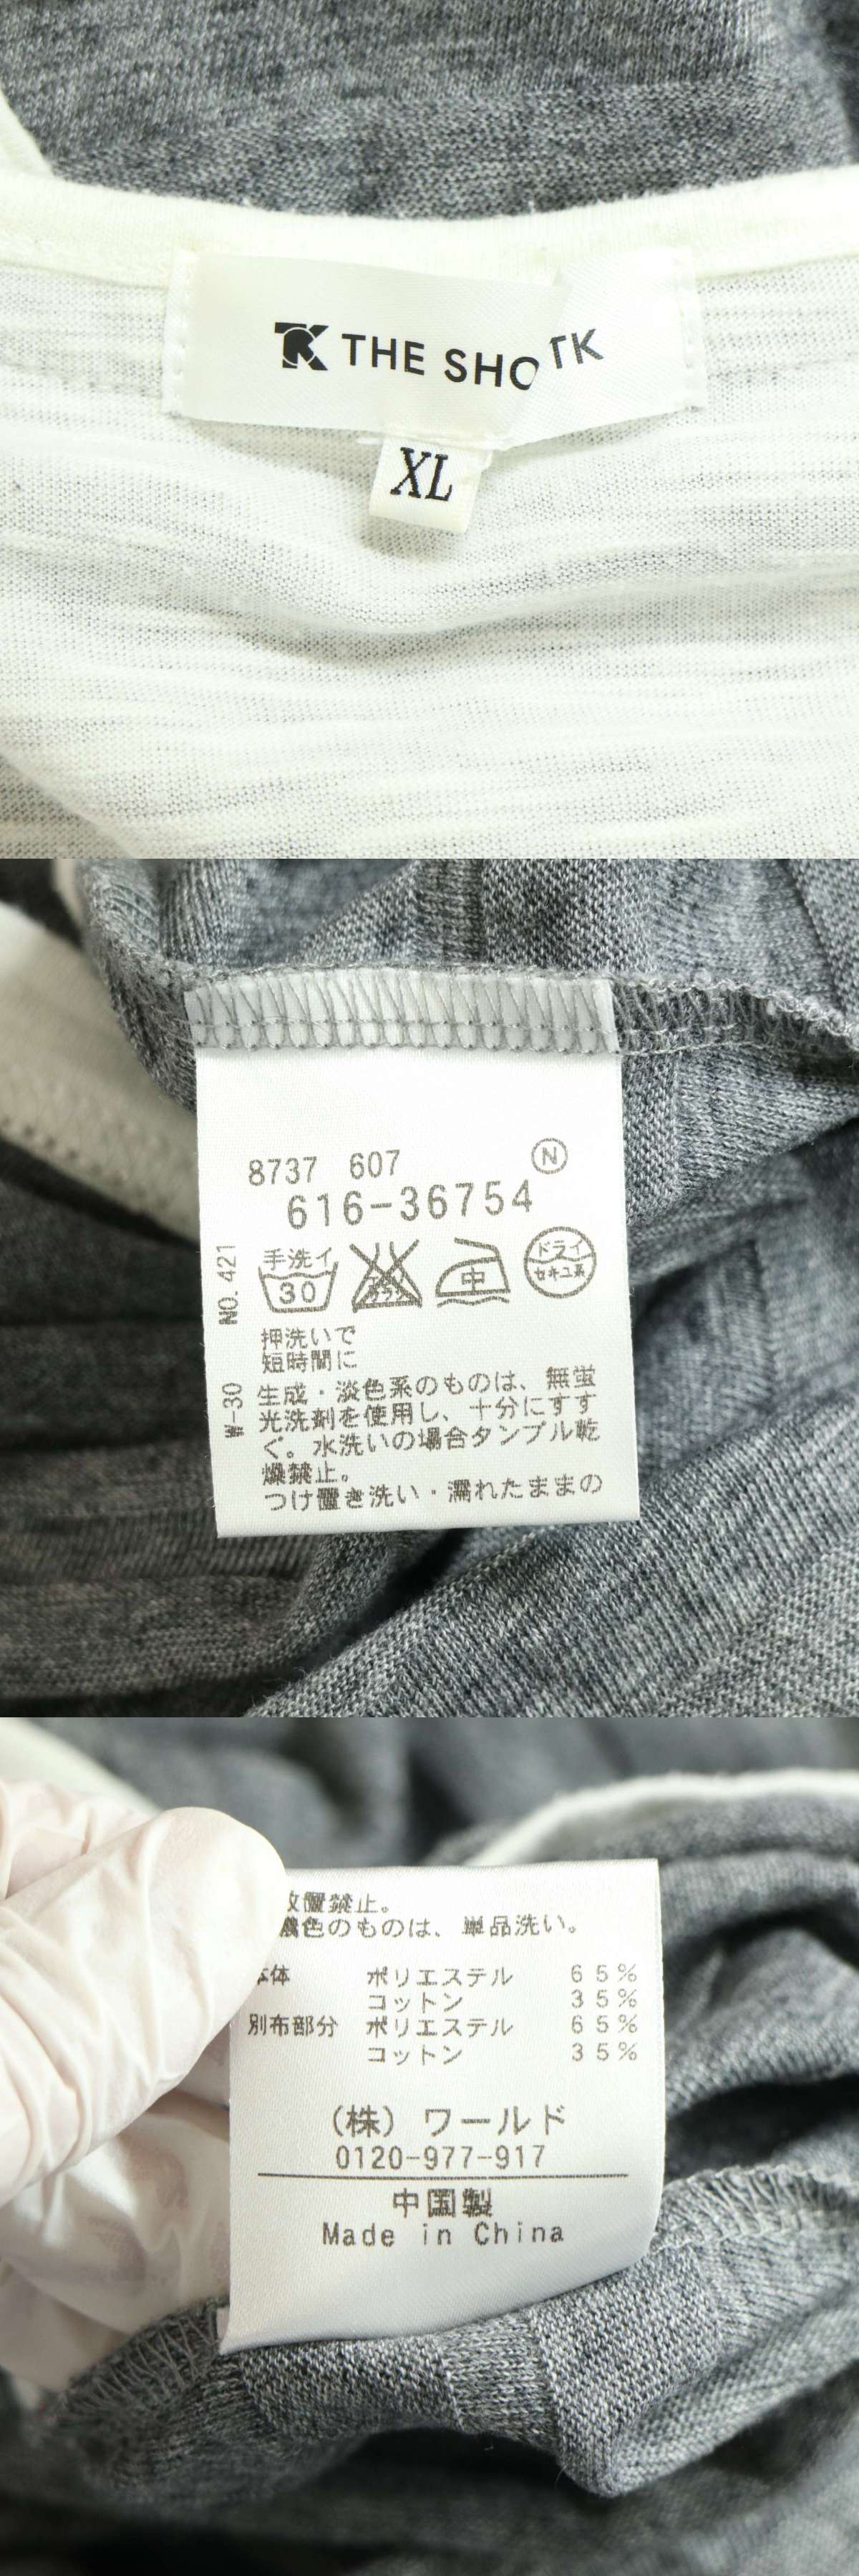 TK THE SHO TK
XL
8737 607 N
616-36754
手洗イ
30
中
ドライ
セキユ系
NO. 421
W-30
押洗いで
短時間に
生成・淡色系のものは、無蛍
光洗剤を使用し、十分にすす
ぐ。水洗いの場合タンブル乾
燥禁止。
つけ置き洗い・濡れたままの
放置禁止。
濃色のものは、単品洗い。
本体 ポリエステル 65%
コットン 35%
別布部分 ポリエステル 65%
コットン 35%
(株) ワールド
0120-977-917
中国製
Made in China